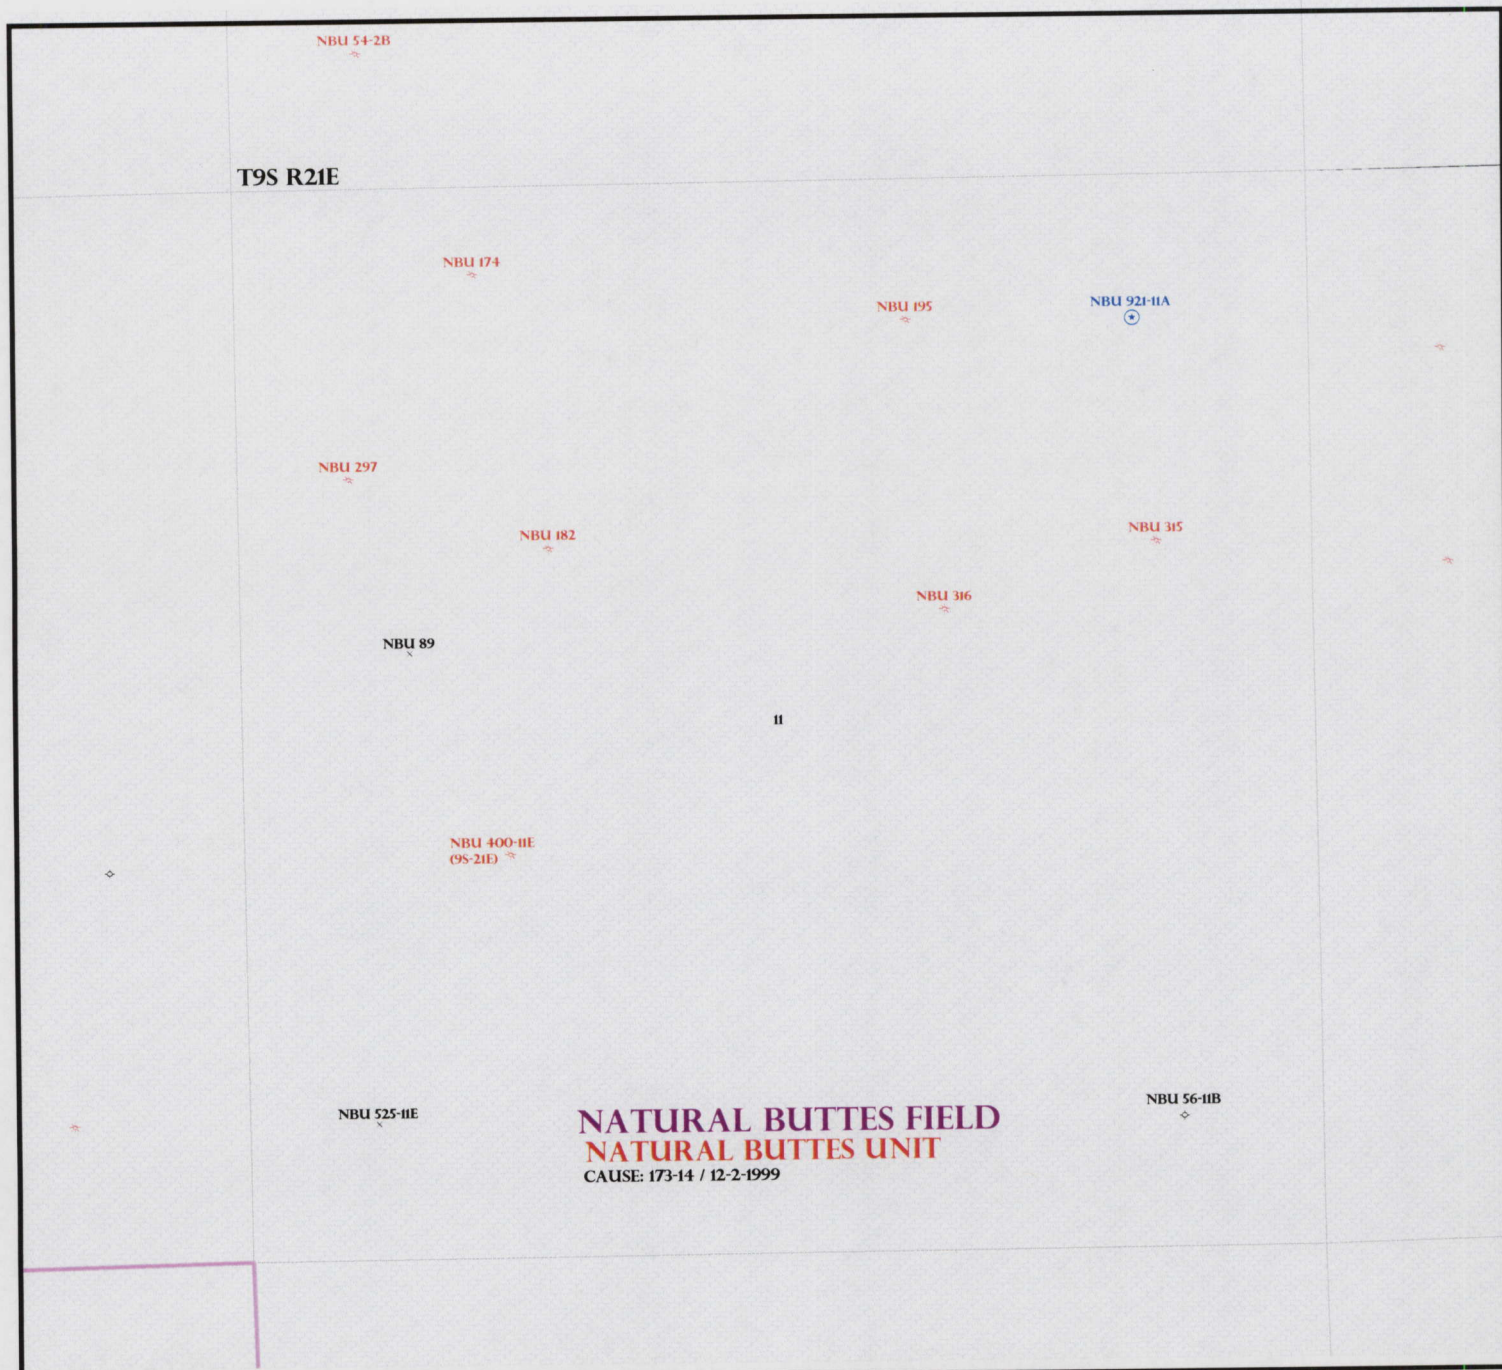 NBU 54-2B
T9S R21E
NBU 174
NBU 195
NBU 921-11A
NBU 297
NBU 182
NBU 315
NBU 316
NBU 89
11
NBU 400-11E
(9S-21E)
NBU 525-11E
NBU 56-11B
NATURAL BUTTES FIELD
NATURAL BUTTES UNIT
CAUSE: 173-14 / 12-2-1999